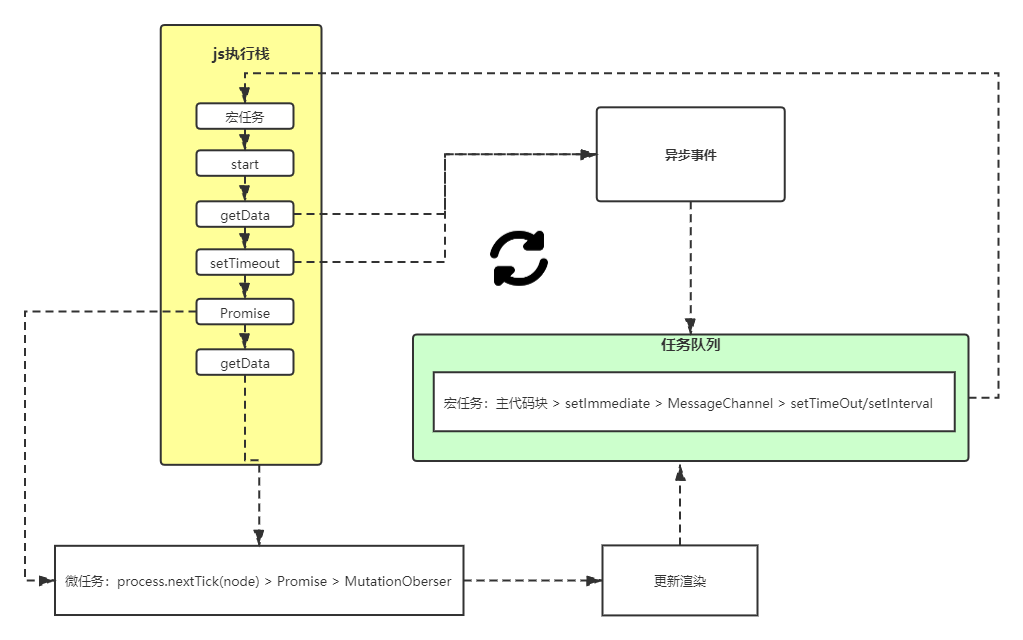 js执行栈
宏任务
start
getData
setTimeout
Promise
getData
异步事件
任务队列
宏任务：主代码块 > setImmediate > MessageChannel > setTimeOut/setInterval
微任务：process.nextTick(node) > Promise > MutationOberser
更新渲染